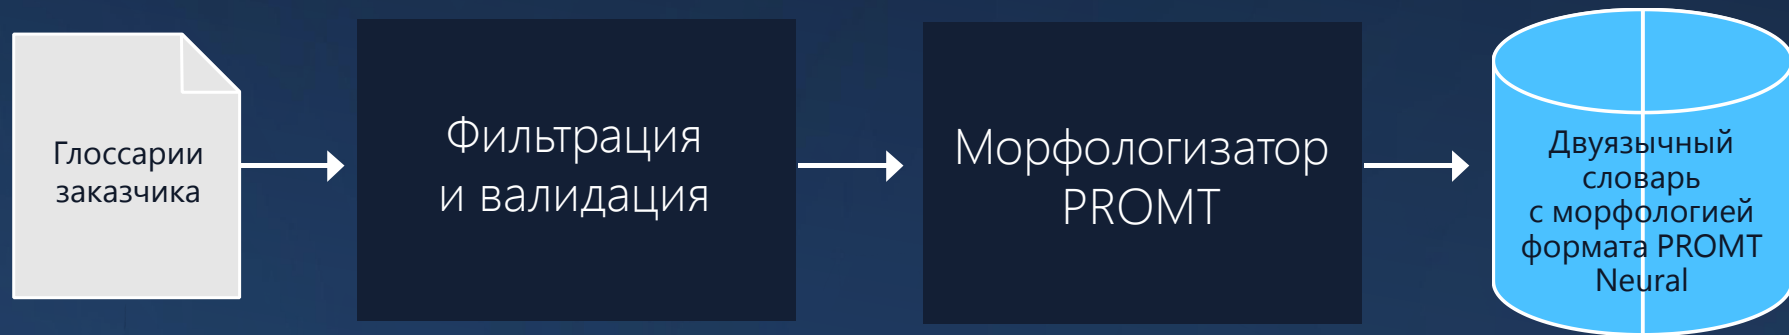 Глоссарии
заказчика
Фильтрация
и валидация
Морфологизатор
PROMT
Двуязычный
словарь
с морфологией
формата PROMT
Neural